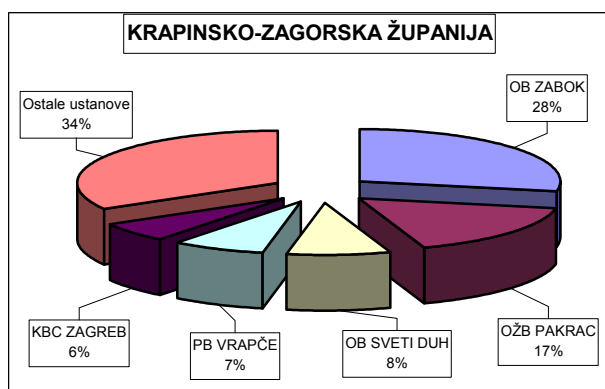 KRAPINSKO-ZAGORSKA ŽUPANIJA
Ostale ustanove
34%
OB ZABOK
28%
KBC ZAGREB
6%
PB VRAPČE
7%
OB SVETI DUH
8%
OŽB PAKRAC
17%